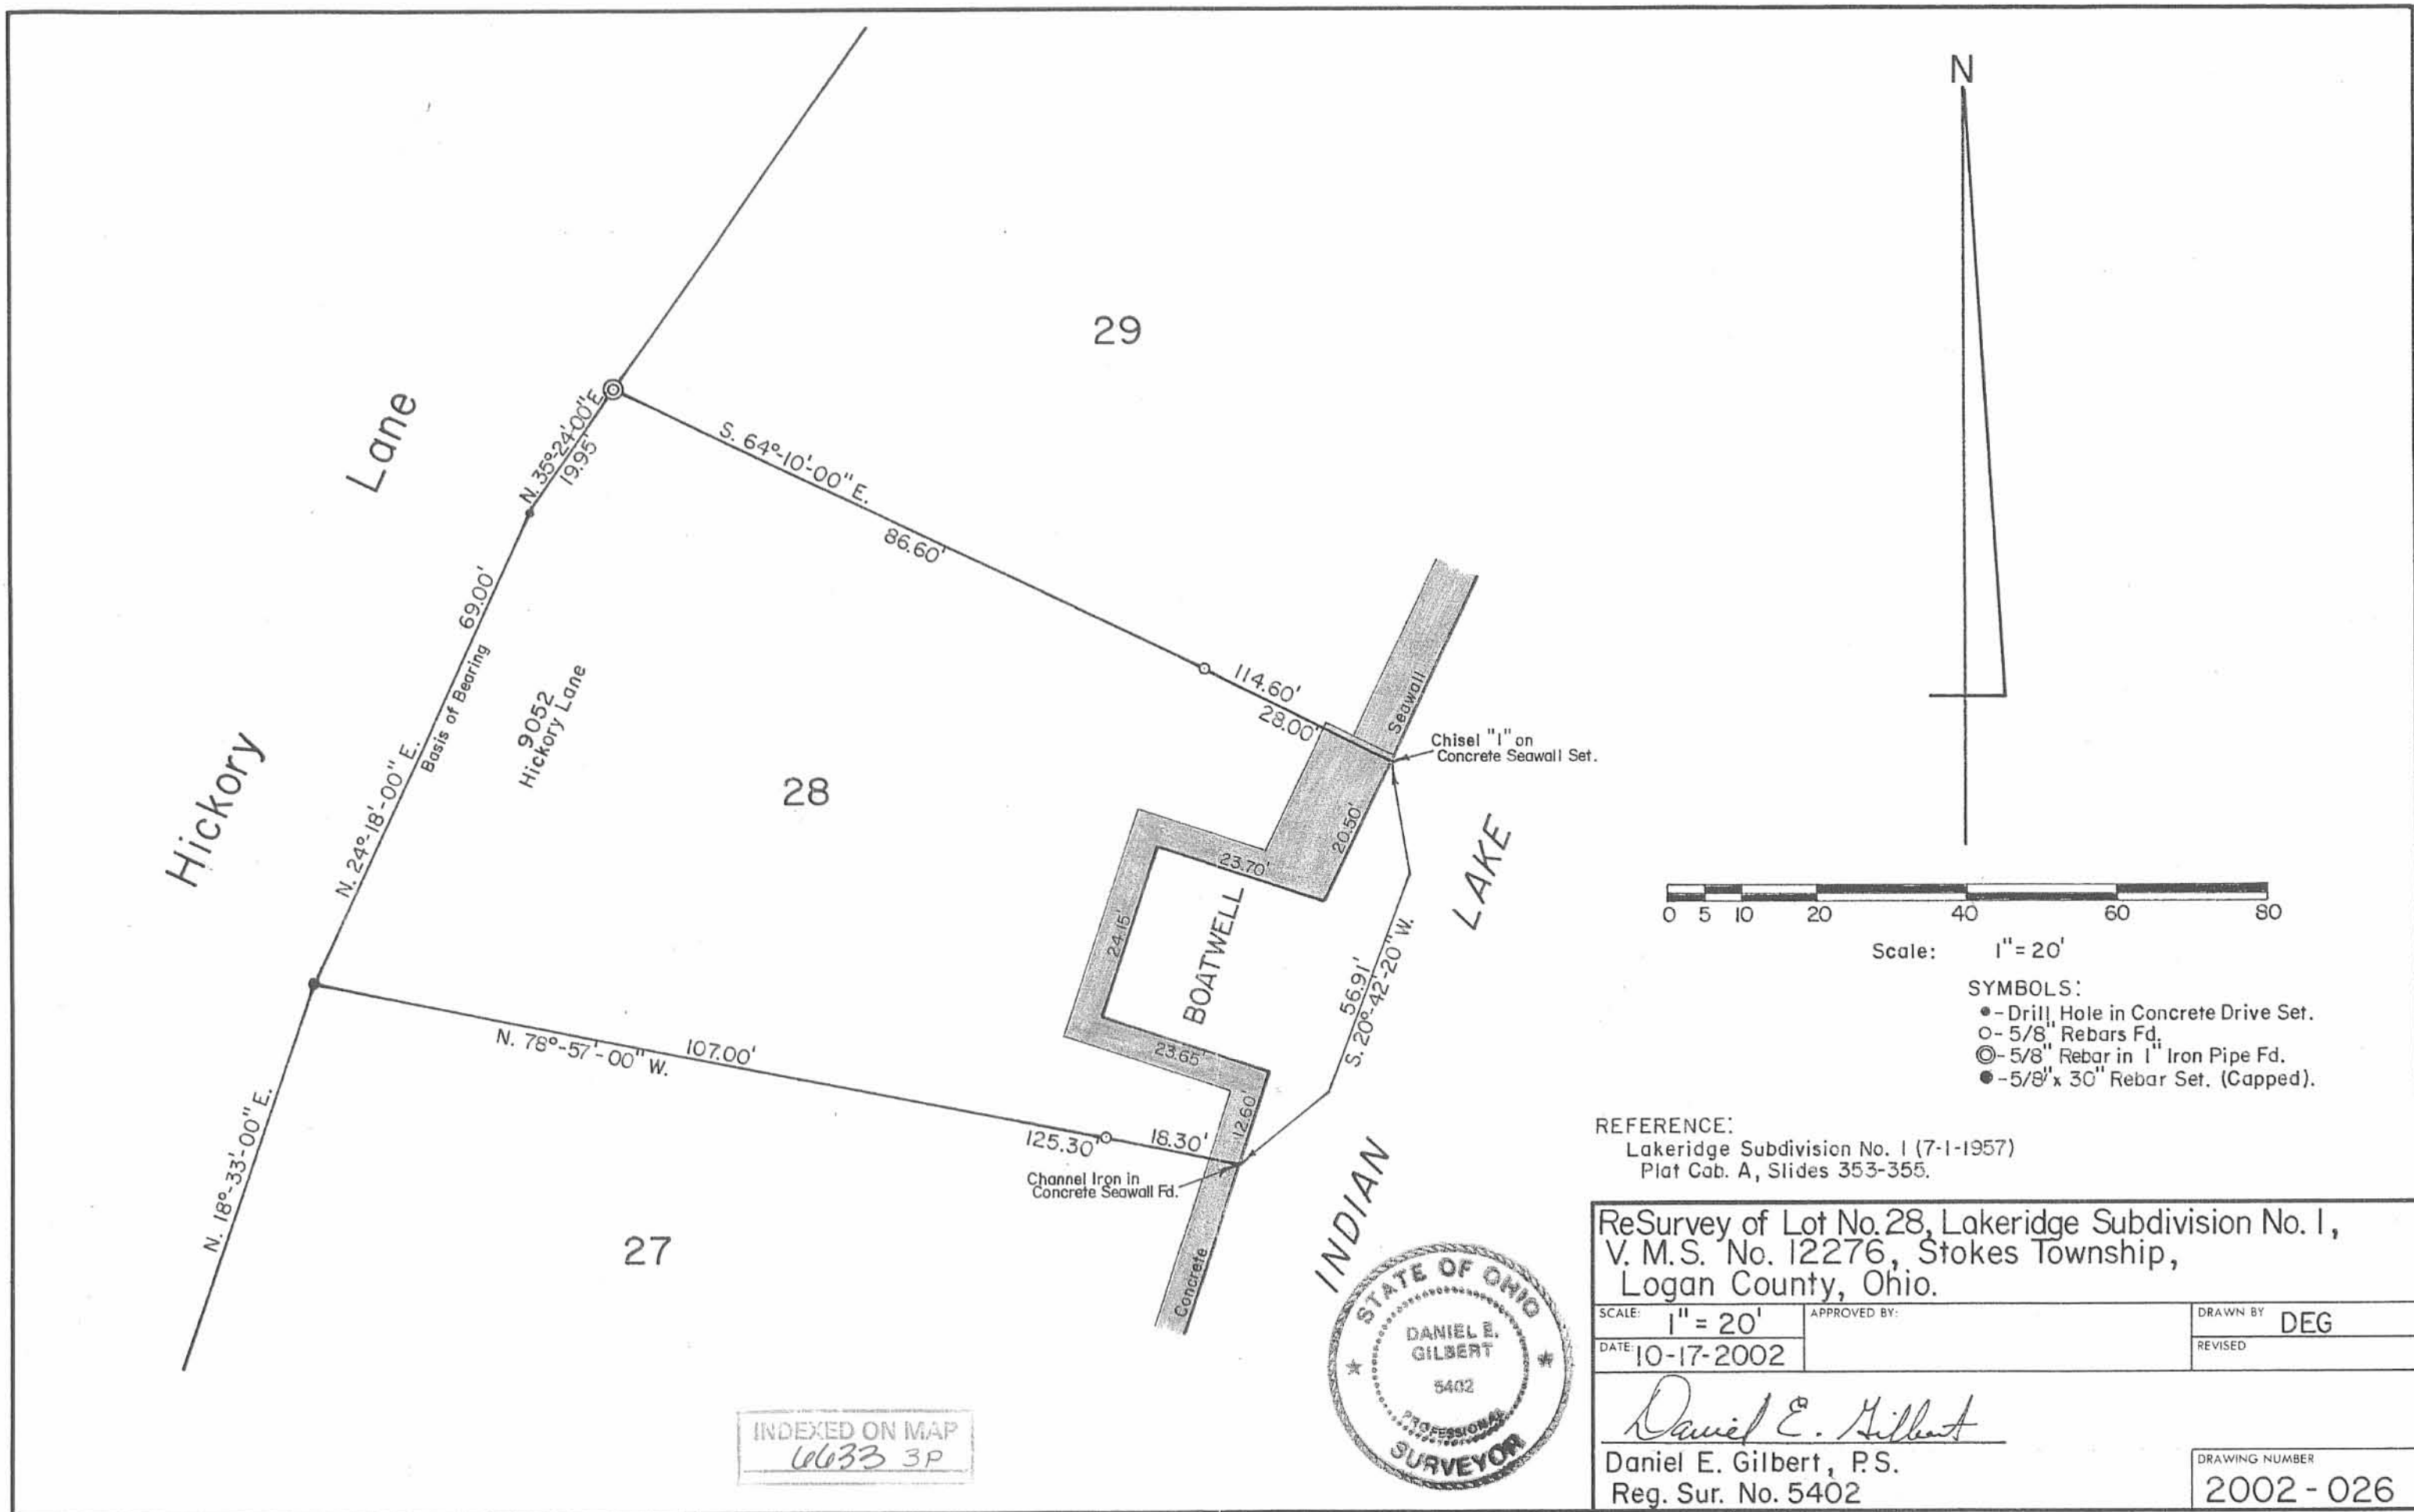 N
29
Lane
N. 35°-24'-00" E.
19.95'
S. 64°-10'-00" E.
86.60'
69.00'
N. 24°-18'-00" E.
Basis of Bearing
9052
Hickory Lane
Hickory
28
114.60'
28.00'
Seawall
Chisel "I" on
Concrete Seawall Set.
20.50'
23.70'
24.15'
BOATWELL
23.65'
12.60'
56.91'
S. 20°-42'-20" W.
INDIAN LAKE
N. 78°-57'-00" W.
107.00'
125.30'
18.30'
Channel Iron in
Concrete Seawall Fd.
N. 18°-33'-00" E.
27
Concrete
0 5 10 20 40 60 80
Scale: 1" = 20'
SYMBOLS:
● - Drill Hole in Concrete Drive Set.
○ - 5/8" Rebars Fd.
◎ - 5/8" Rebar in 1" Iron Pipe Fd.
● - 5/8" x 30" Rebar Set. (Capped).
REFERENCE:
Lakeridge Subdivision No. 1 (7-1-1957)
Plat Cab. A, Slides 353-355.
STATE OF OHIO
DANIEL E.
GILBERT
5402
PROFESSIONAL
SURVEYOR
INDEXED ON MAP
6633 3P
ReSurvey of Lot No. 28, Lakeridge Subdivision No. 1,
V. M. S. No. 12276, Stokes Township,
Logan County, Ohio.
SCALE: 1" = 20'
APPROVED BY:
DRAWN BY DEG
DATE: 10-17-2002
REVISED
Daniel E. Gilbert
Daniel E. Gilbert, P.S.
Reg. Sur. No. 5402
DRAWING NUMBER
2002 - 026